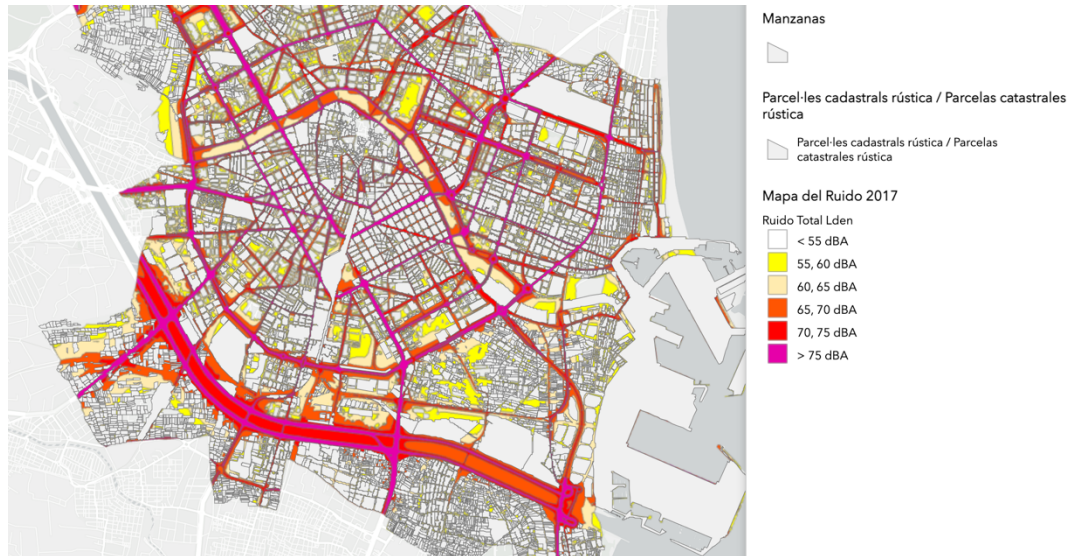 Manzanas
Parcel·les cadastrals rústica / Parcelas catastrales
rústica
Parcel·les cadastrals rústica / Parcelas
catastrales rústica
Mapa del Ruido 2017
Ruido Total Lden
< 55 dBA
55, 60 dBA
60, 65 dBA
65, 70 dBA
70, 75 dBA
> 75 dBA